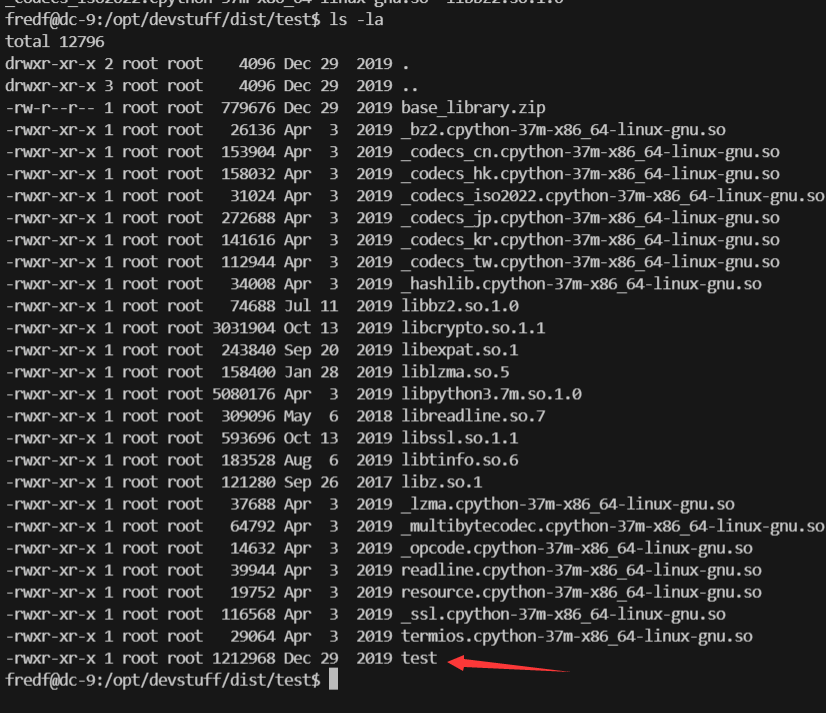 _codecs_iso2022.cpython-37m-x86_64-linux-gnu.so  libbz2.so.1.0
fredf@dc-9:/opt/devstuff/dist/test$ ls -la
total 12796
drwxr-xr-x 2 root root    4096 Dec 29  2019 .
drwxr-xr-x 3 root root    4096 Dec 29  2019 ..
-rw-r--r-- 1 root root  779676 Dec 29  2019 base_library.zip
-rwxr-xr-x 1 root root   26136 Apr  3  2019 _bz2.cpython-37m-x86_64-linux-gnu.so
-rwxr-xr-x 1 root root  153904 Apr  3  2019 _codecs_cn.cpython-37m-x86_64-linux-gnu.so
-rwxr-xr-x 1 root root  158032 Apr  3  2019 _codecs_hk.cpython-37m-x86_64-linux-gnu.so
-rwxr-xr-x 1 root root   31024 Apr  3  2019 _codecs_iso2022.cpython-37m-x86_64-linux-gnu.so
-rwxr-xr-x 1 root root  272688 Apr  3  2019 _codecs_jp.cpython-37m-x86_64-linux-gnu.so
-rwxr-xr-x 1 root root  141616 Apr  3  2019 _codecs_kr.cpython-37m-x86_64-linux-gnu.so
-rwxr-xr-x 1 root root  112944 Apr  3  2019 _codecs_tw.cpython-37m-x86_64-linux-gnu.so
-rwxr-xr-x 1 root root   34008 Apr  3  2019 _hashlib.cpython-37m-x86_64-linux-gnu.so
-rwxr-xr-x 1 root root   74688 Jul 11  2019 libbz2.so.1.0
-rwxr-xr-x 1 root root 3031904 Oct 13  2019 libcrypto.so.1.1
-rwxr-xr-x 1 root root  243840 Sep 20  2019 libexpat.so.1
-rwxr-xr-x 1 root root  158400 Jan 28  2019 liblzma.so.5
-rwxr-xr-x 1 root root 5080176 Apr  3  2019 libpython3.7m.so.1.0
-rwxr-xr-x 1 root root  309096 May  6  2018 libreadline.so.7
-rwxr-xr-x 1 root root  593696 Oct 13  2019 libssl.so.1.1
-rwxr-xr-x 1 root root  183528 Aug  6  2019 libtinfo.so.6
-rwxr-xr-x 1 root root  121280 Sep 26  2017 libz.so.1
-rwxr-xr-x 1 root root   37688 Apr  3  2019 _lzma.cpython-37m-x86_64-linux-gnu.so
-rwxr-xr-x 1 root root   64792 Apr  3  2019 _multibytecodec.cpython-37m-x86_64-linux-gnu.so
-rwxr-xr-x 1 root root   14632 Apr  3  2019 _opcode.cpython-37m-x86_64-linux-gnu.so
-rwxr-xr-x 1 root root   39944 Apr  3  2019 readline.cpython-37m-x86_64-linux-gnu.so
-rwxr-xr-x 1 root root   19752 Apr  3  2019 resource.cpython-37m-x86_64-linux-gnu.so
-rwxr-xr-x 1 root root  116568 Apr  3  2019 _ssl.cpython-37m-x86_64-linux-gnu.so
-rwxr-xr-x 1 root root   29064 Apr  3  2019 termios.cpython-37m-x86_64-linux-gnu.so
-rwxr-xr-x 1 root root 1212968 Dec 29  2019 test
fredf@dc-9:/opt/devstuff/dist/test$